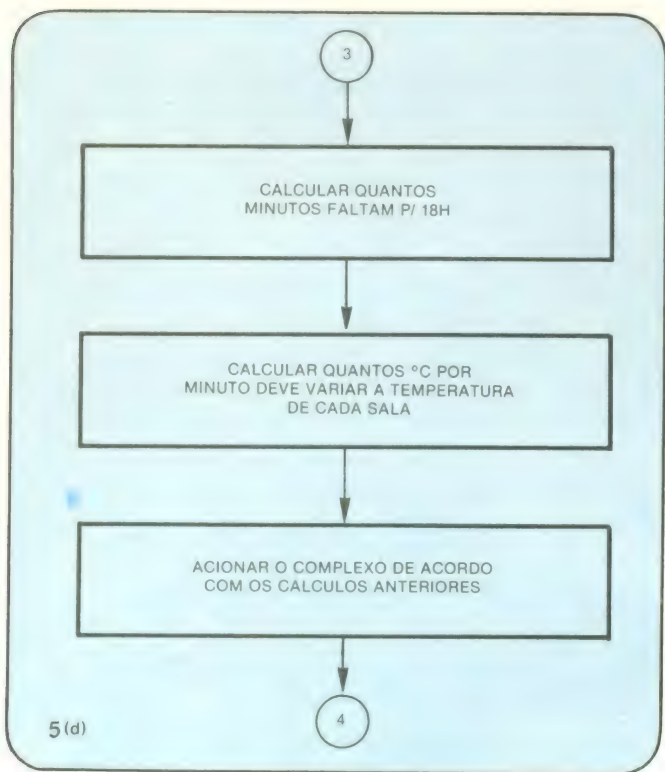 3
CALCULAR QUANTOS
MINUTOS FALTAM P/ 18H
CALCULAR QUANTOS °C POR
MINUTO DEVE VARIAR A TEMPERATURA
DE CADA SALA
ACIONAR O COMPLEXO DE ACORDO
COM OS CALCULOS ANTERIORES
4
5(d)